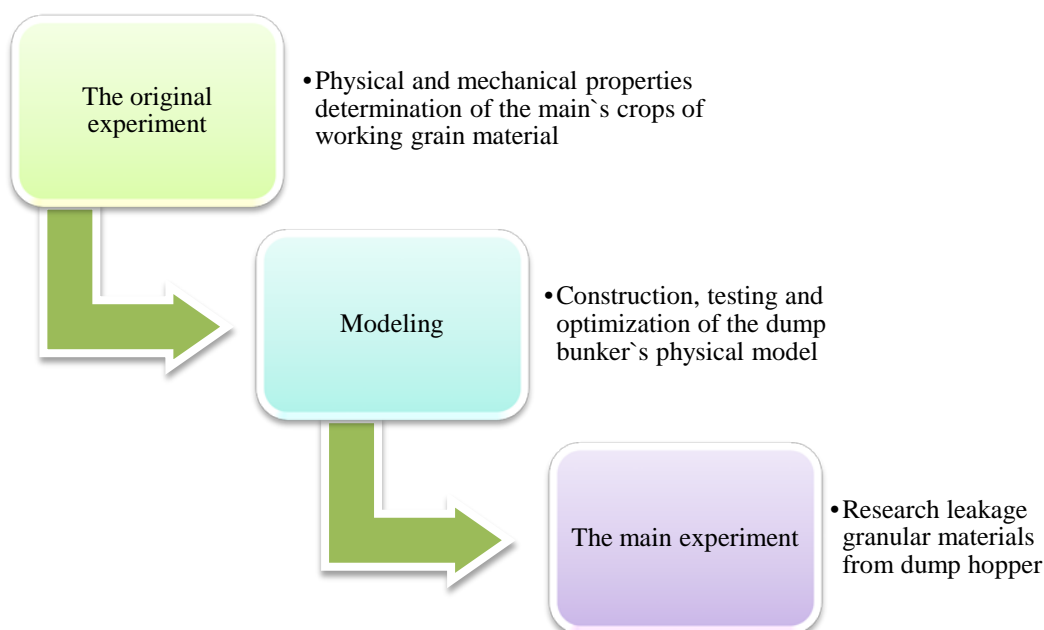 The original
experiment
•Physical and mechanical properties
determination of the main`s crops of
working grain material
Modeling
•Construction, testing and
optimization of the dump
bunker`s physical model
The main experiment
•Research leakage
granular materials
from dump hopper